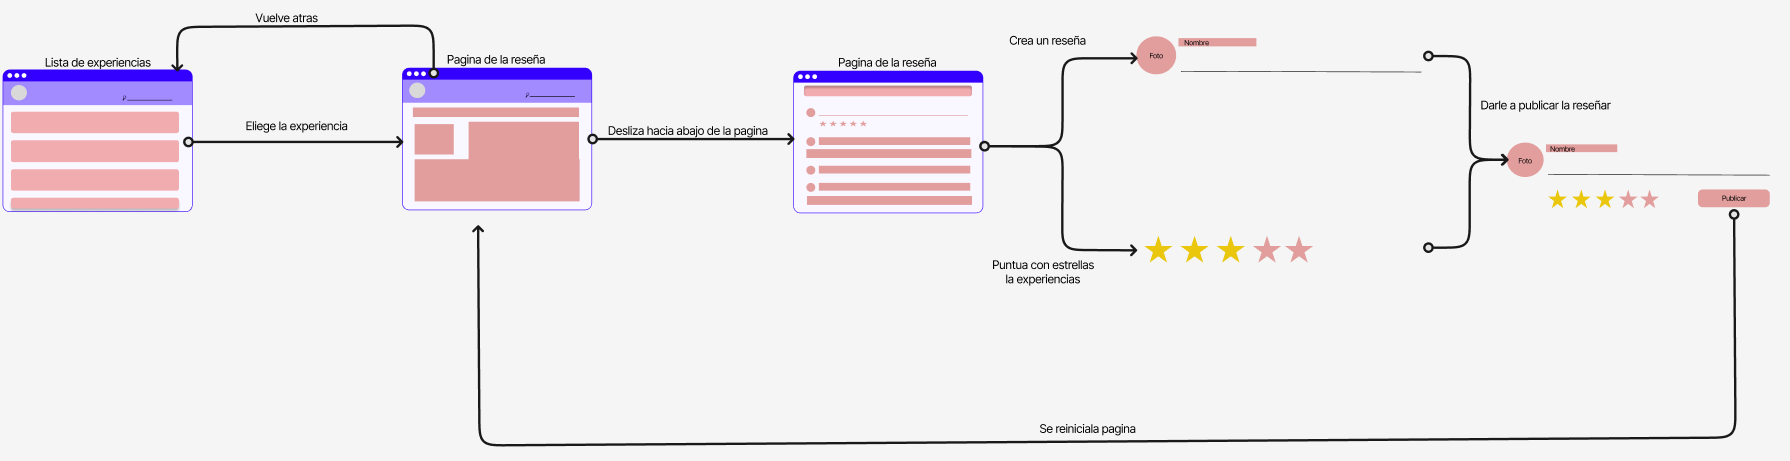 Vuelve atras
Lista de experiencias
Pagina de la reseña
Pagina de la reseña
Eliege la experiencia
Desliza hacia abajo de la pagina
Crea un reseña
Foto
Nombre
Darle a publicar la reseñar
Foto
Nombre
Publicar
Puntua con estrellas
la experiencias
Se reiniciala pagina